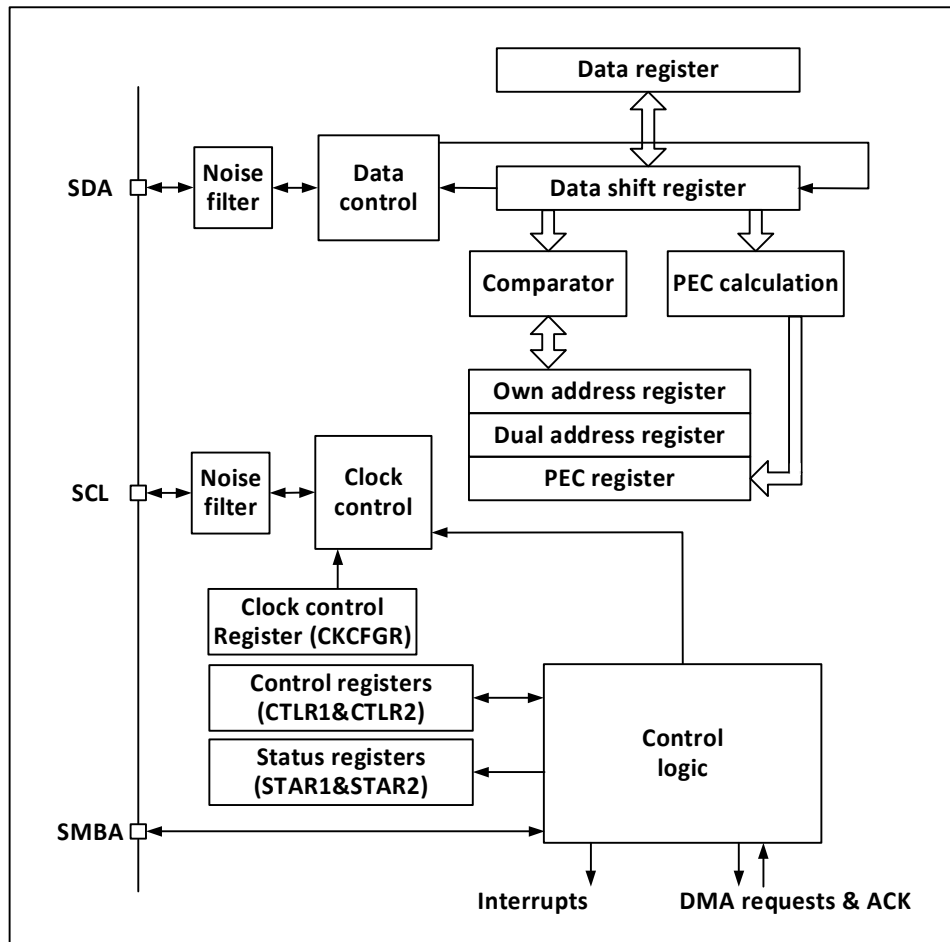 Data register
SDA
Noise
filter
Data
control
Data shift register
Comparator
PEC calculation
Own address register
Dual address register
PEC register
SCL
Noise
filter
Clock
control
Clock control
Register (CKCFGR)
Control registers
(CTLR1&CTLR2)
Status registers
(STAR1&STAR2)
Control
logic
SMBA
Interrupts
DMA requests & ACK